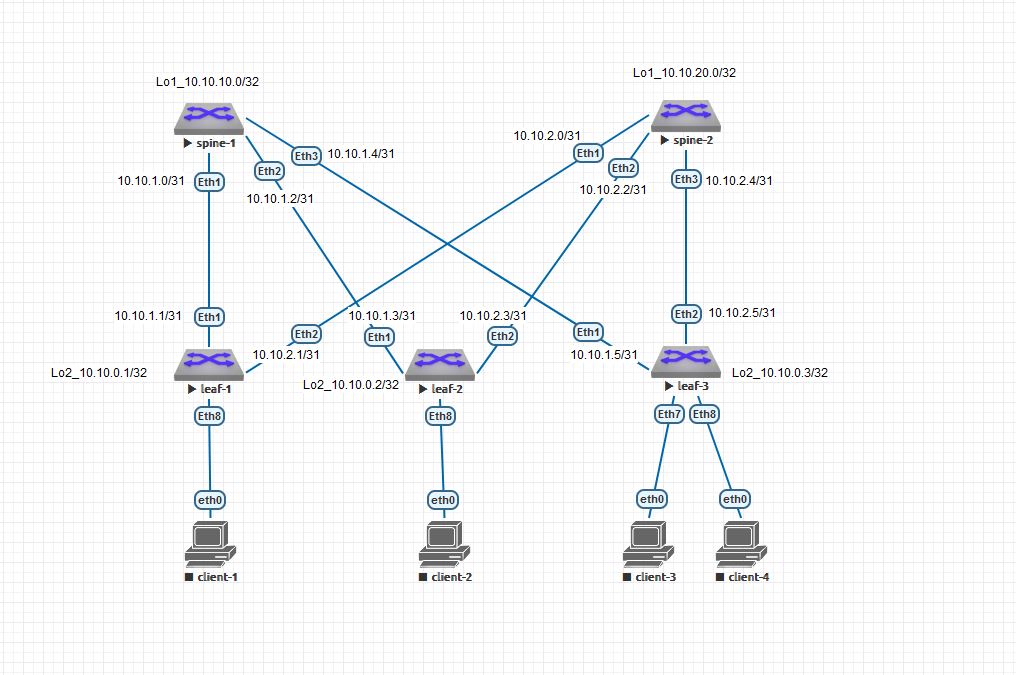 Lo1_10.10.10.0/32
Lo1_10.10.20.0/32
spine-1
spine-2
10.10.2.0/31
Eth3
10.10.1.4/31
Eth1
Eth2
Eth2
10.10.1.0/31
Eth1
Eth3
10.10.2.4/31
10.10.1.2/31
10.10.2.2/31
10.10.1.1/31
Eth1
10.10.1.3/31
10.10.2.3/31
Eth2
10.10.2.5/31
Eth2
Eth1
Eth2
Eth1
10.10.2.1/31
10.10.1.5/31
Lo2_10.10.0.1/32
Lo2_10.10.0.2/32
Lo2_10.10.0.3/32
leaf-1
leaf-2
leaf-3
Eth8
Eth8
Eth7
Eth8
eth0
eth0
eth0
eth0
client-1
client-2
client-3
client-4